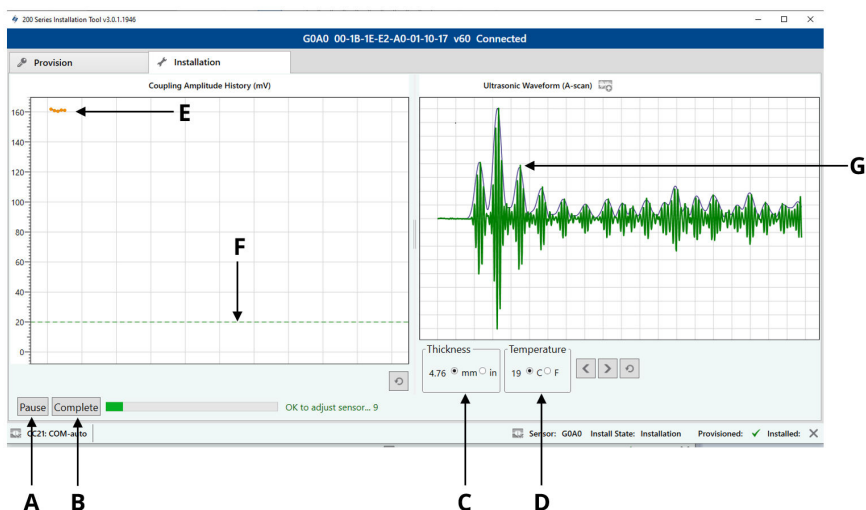 200 Series Installation Tool v3.0.1.1946
G0A0 00-1B-1E-E2-A0-01-10-17 v60 Connected
Provision
Installation
Coupling Amplitude History (mV)
160
140
120
100
80
60
40
20
0
E
F
Ultrasonic Waveform (A-scan)
G
Thickness
4.76 mm in
Temperature
19 C F
Pause
Complete
OK to adjust sensor... 9
CC21: COM-auto
Sensor: G0A0 Install State: Installation Provisioned: Installed:
A
B
C
D